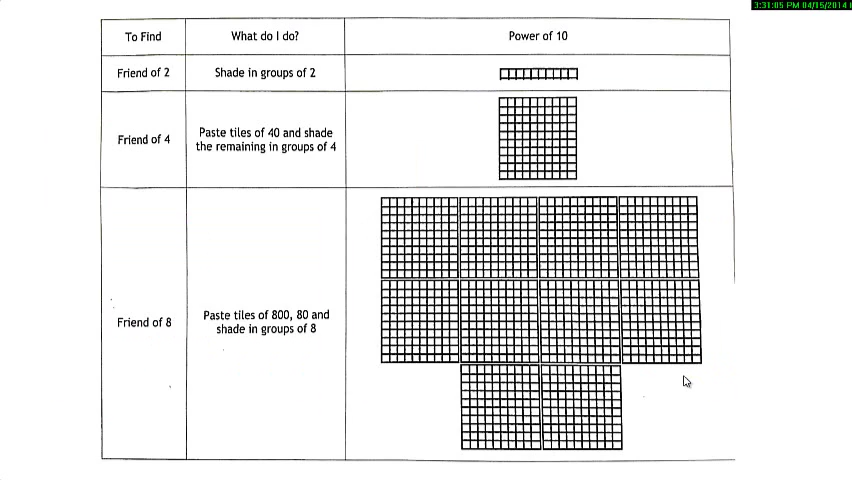 3:31:05 PM 04/15/2014
To Find
What do I do?
Power of 10
Friend of 2
Shade in groups of 2
Friend of 4
Paste tiles of 40 and shade
the remaining in groups of 4
Friend of 8
Paste tiles of 800, 80 and
shade in groups of 8